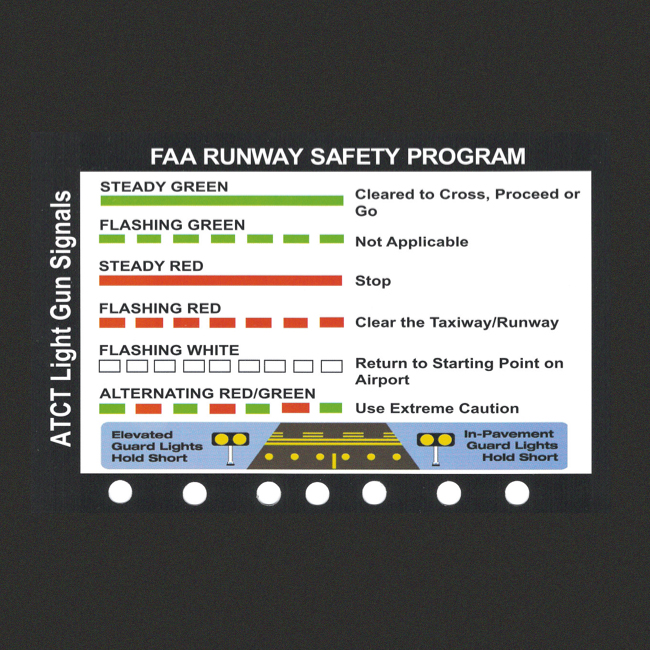 FAA RUNWAY SAFETY PROGRAM
ATCT Light Gun Signals
STEADY GREEN
Cleared to Cross, Proceed or
Go
FLASHING GREEN
Not Applicable
STEADY RED
Stop
FLASHING RED
Clear the Taxiway/Runway
FLASHING WHITE
Return to Starting Point on
Airport
ALTERNATING RED/GREEN
Use Extreme Caution
Elevated
Guard Lights
Hold Short
In-Pavement
Guard Lights
Hold Short